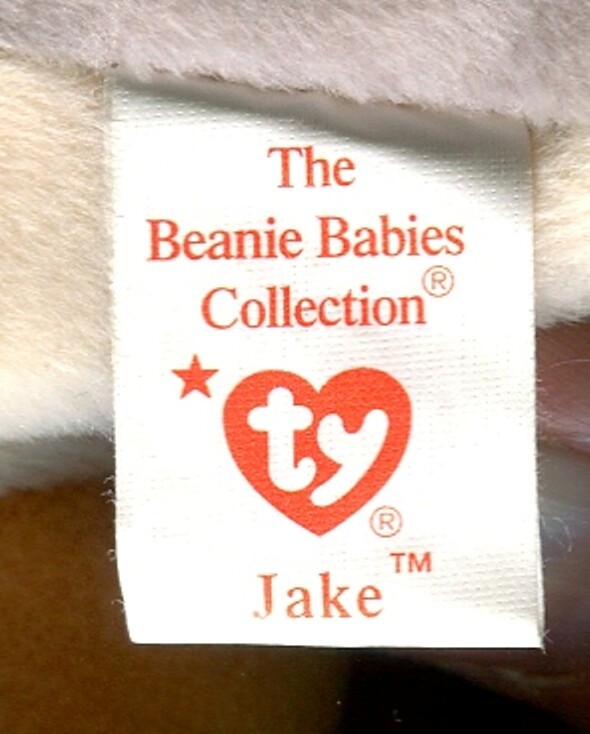 The
Beanie Babies
Collection®
★ ty®
Jake™